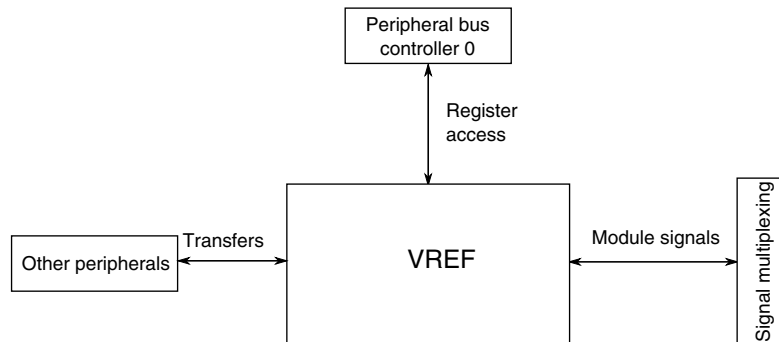 Peripheral bus
controller 0
Register
access
Transfers
Other peripherals
VREF
Module signals
Signal multiplexing